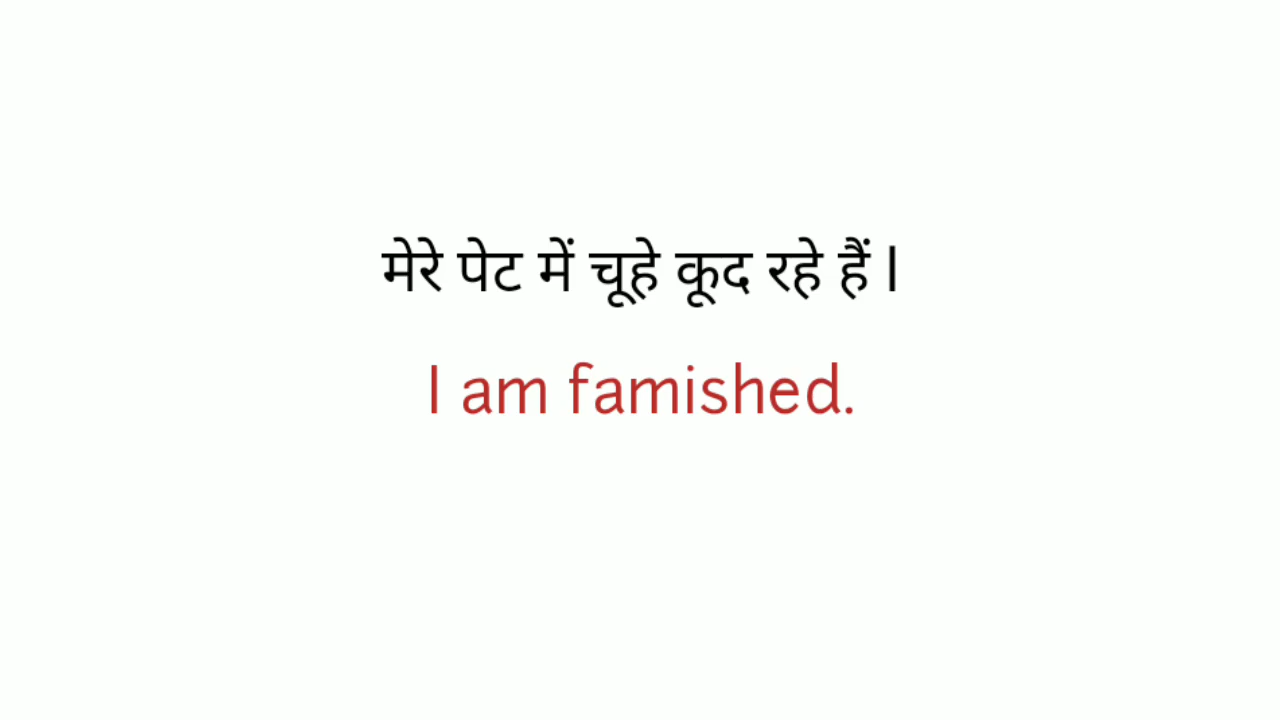 मेरे पेट में चूहे कूद रहे हैं।
I am famished.